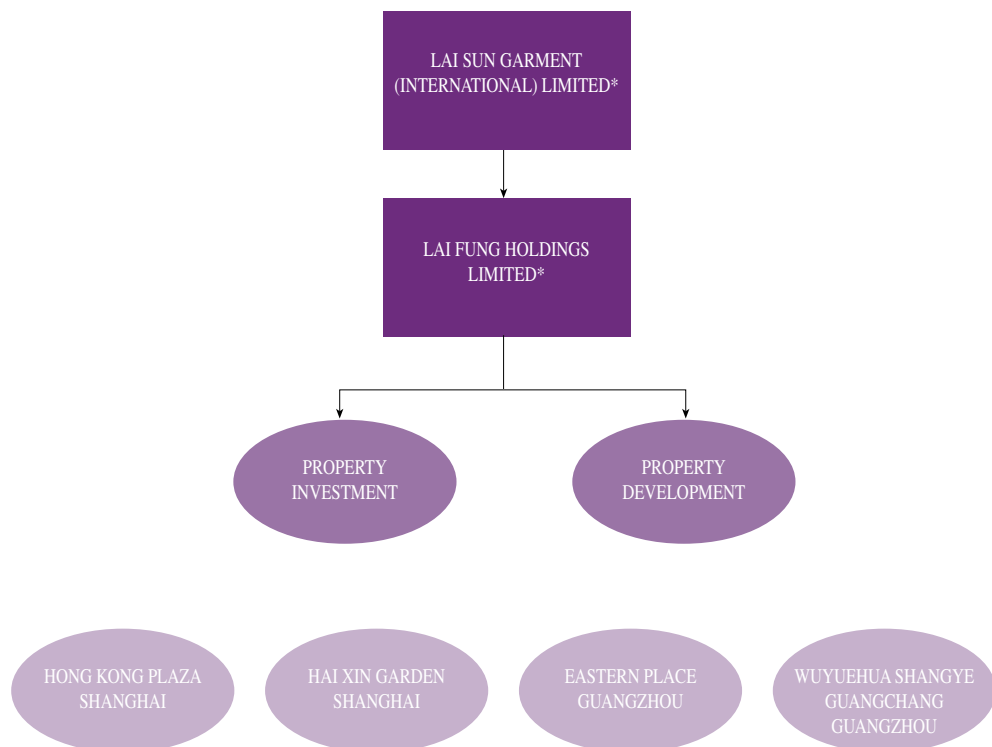 LAI SUN GARMENT
(INTERNATIONAL) LIMITED*
LAI FUNG HOLDINGS
LIMITED*
PROPERTY
INVESTMENT
PROPERTY
DEVELOPMENT
HONG KONG PLAZA
SHANGHAI
HAI XIN GARDEN
SHANGHAI
EASTERN PLACE
GUANGZHOU
WUYUEHUA SHANGYE
GUANGCHANG
GUANGZHOU